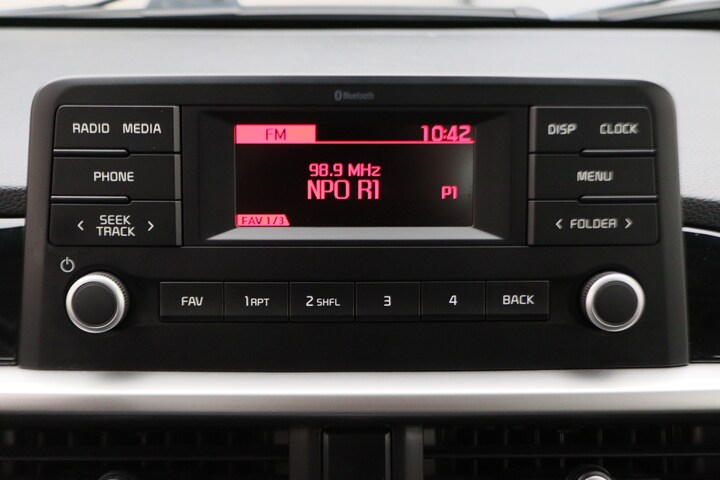 Bluetooth
RADIO MEDIA
PHONE
< SEEK TRACK >
FM 10:42
98.9 MHz
NPO R1 P1
FAV 1/3
DISP CLOCK
MENU
< FOLDER >
FAV
1 RPT
2 SHFL
3
4
BACK